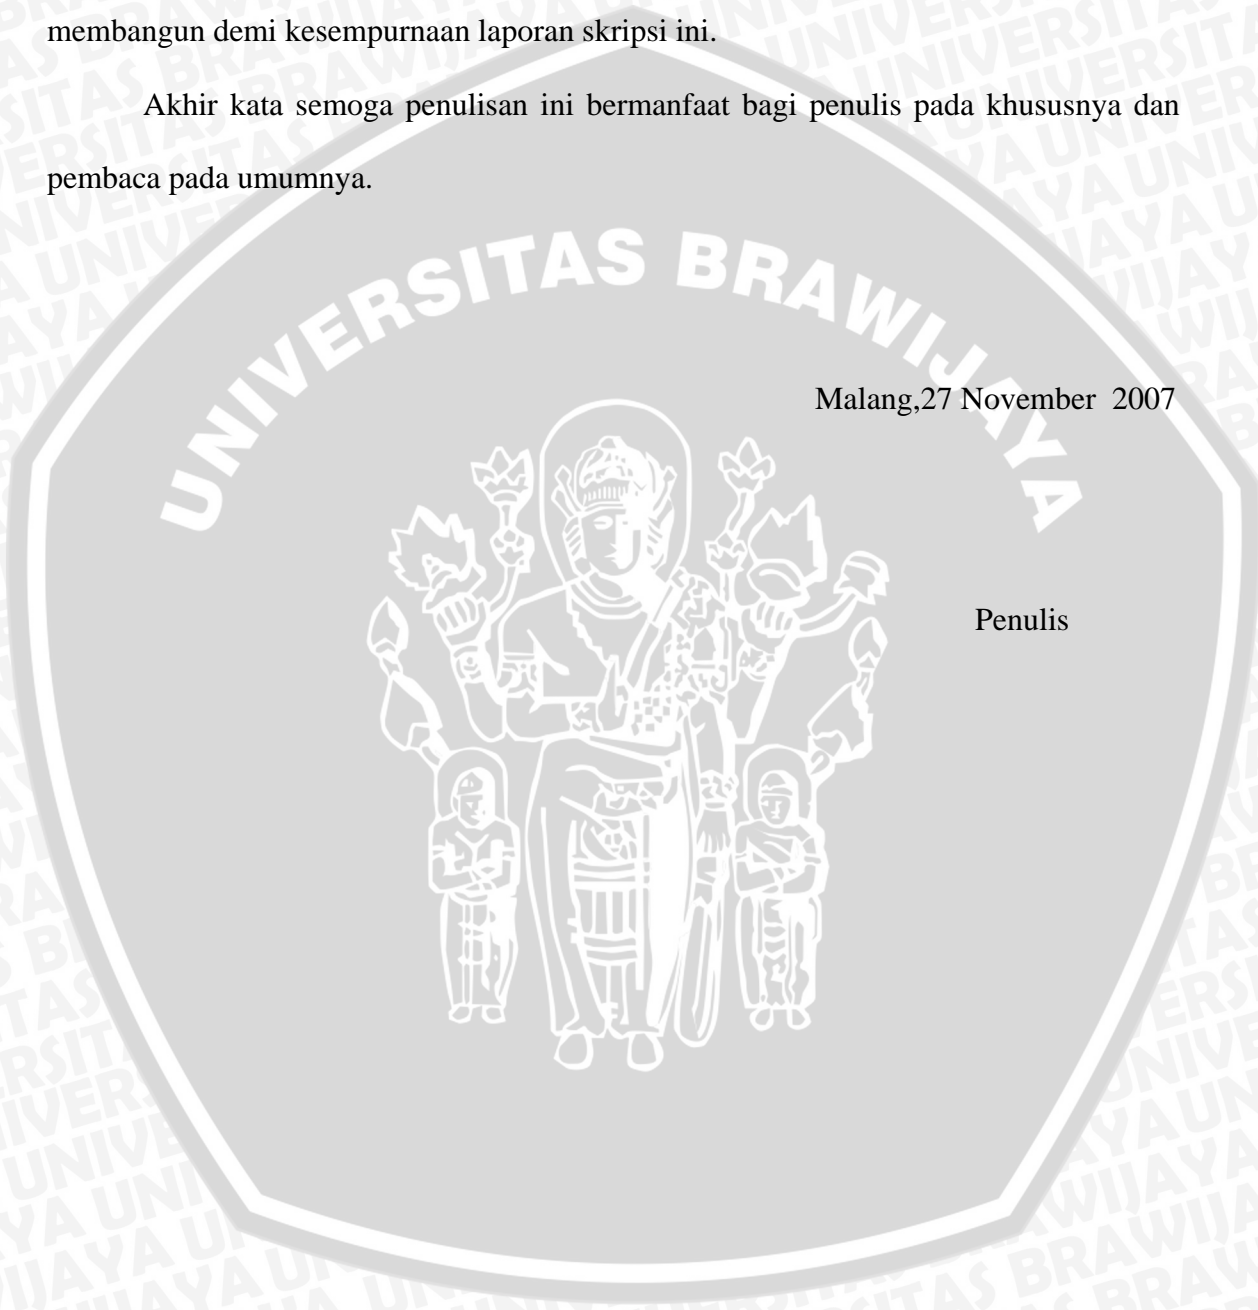 membangun demi kesempurnaan laporan skripsi ini.
Akhir kata semoga penulisan ini bermanfaat bagi penulis pada khususnya dan
pembaca pada umumnya.
UNIVERSITAS BRAWIJAYA
Malang,27 November 2007
Penulis